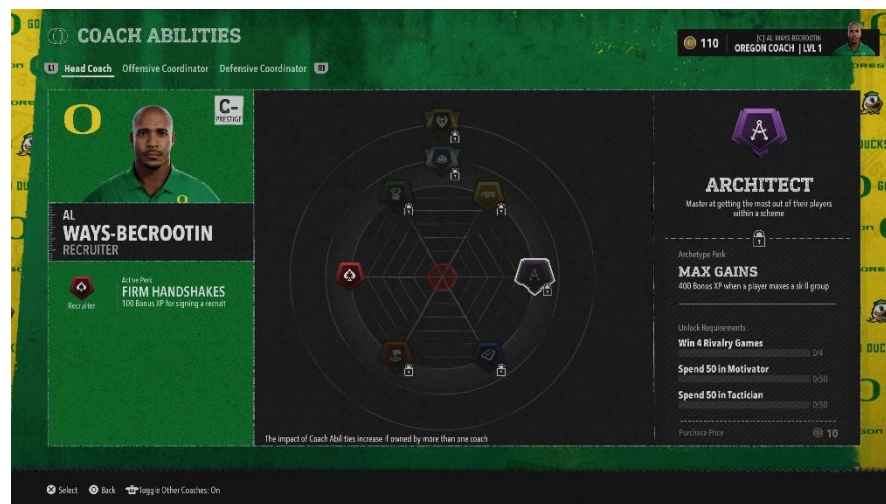 COACH ABILITIES
110
[C] AL WAYS-BECROOTIN
OREGON COACH | LVL 1
L1 Head Coach Offensive Coordinator Defensive Coordinator R1
C-
PRESTIGE
AL
WAYS-BECROOTIN
RECRUITER
Recruiter
Active Perk
FIRM HANDSHAKES
100 Bonus XP for signing a recruit
The impact of Coach Abilities increase if owned by more than one coach
ARCHITECT
Master at getting the most out of their players
within a scheme
Archetype Perk
MAX GAINS
400 Bonus XP when a player maxes a skill group
Unlock Requirements:
Win 4 Rivalry Games
0/4
Spend 50 in Motivator
0/50
Spend 50 in Tactician
0/50
Purchase Price 10
Select Back Toggle Other Coaches: On